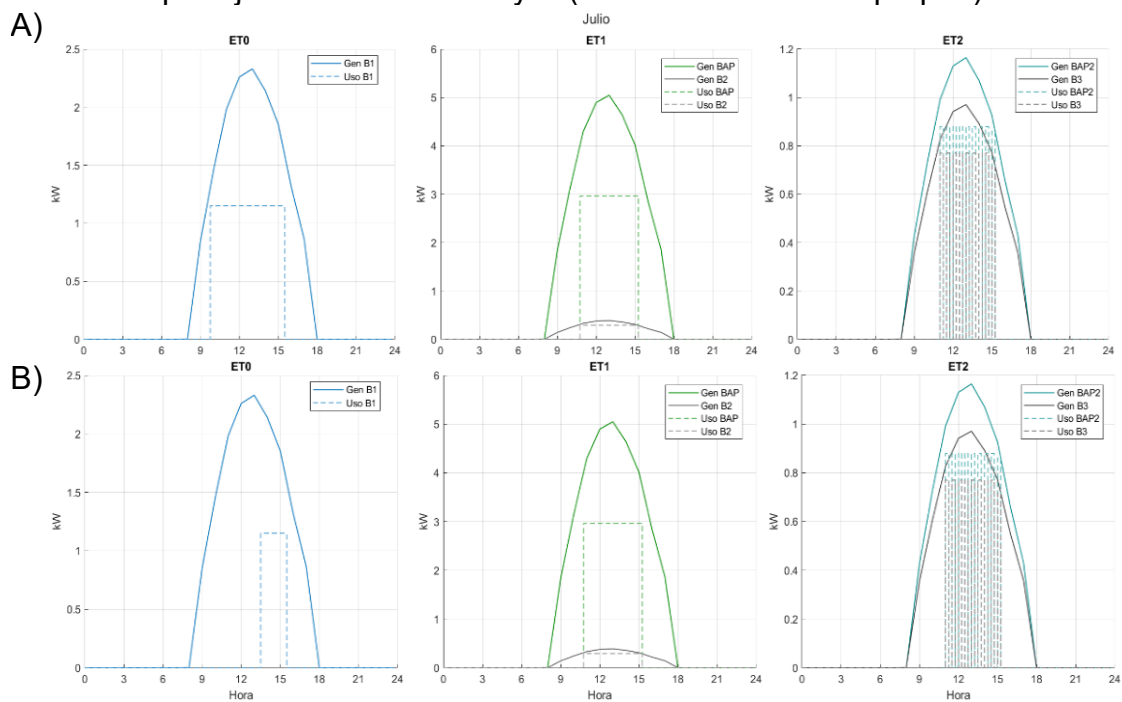 Julio
A)
ET0
ET1
ET2
Gen B1
Uso B1
Gen BAP
Gen B2
Uso BAP
Uso B2
Gen BAP2
Gen B3
Uso BAP2
Uso B3
kW
kW
kW
2.5
2
1.5
1
0.5
0
6
5
4
3
2
1
0
1.2
1
0.8
0.6
0.4
0.2
0
0 3 6 9 12 15 18 21 24
0 3 6 9 12 15 18 21 24
0 3 6 9 12 15 18 21 24
B)
ET0
ET1
ET2
Gen B1
Uso B1
Gen BAP
Gen B2
Uso BAP
Uso B2
Gen BAP2
Gen B3
Uso BAP2
Uso B3
kW
kW
kW
2.5
2
1.5
1
0.5
0
6
5
4
3
2
1
0
1.2
1
0.8
0.6
0.4
0.2
0
0 3 6 9 12 15 18 21 24
0 3 6 9 12 15 18 21 24
0 3 6 9 12 15 18 21 24
Hora
Hora
Hora